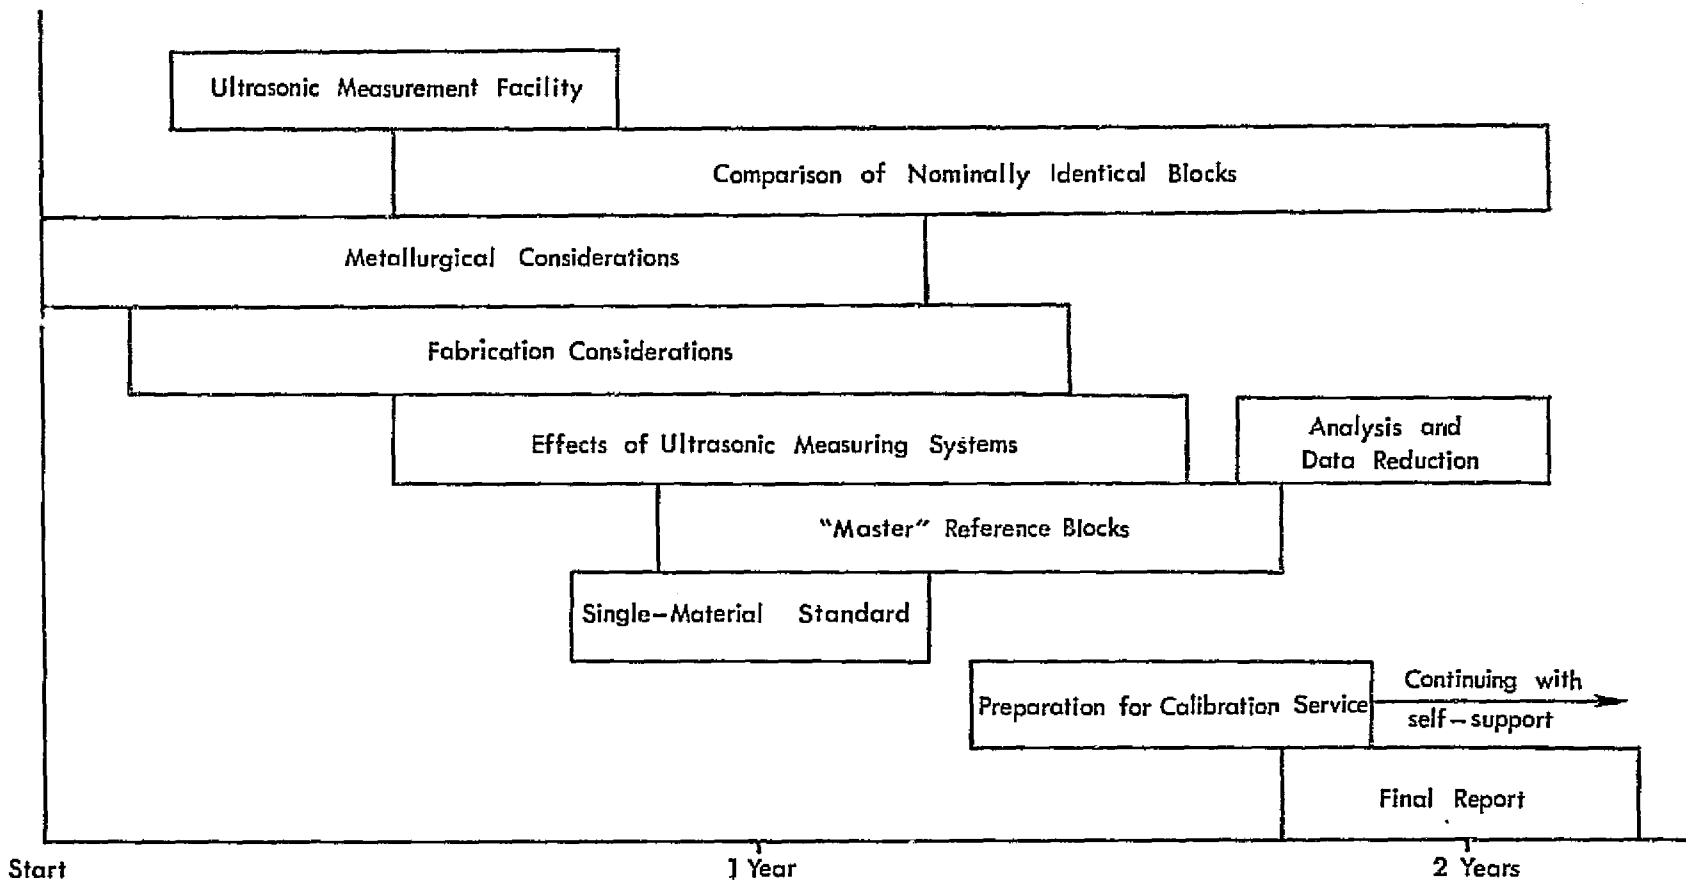 Ultrasonic Measurement Facility
Comparison of Nominally Identical Blocks
Metallurgical Considerations
Fabrication Considerations
Effects of Ultrasonic Measuring Systems
Analysis and
Data Reduction
"Master" Reference Blocks
Single-Material Standard
Preparation for Calibration Service
Continuing with
self-support
Final Report
Start
1 Year
2 Years